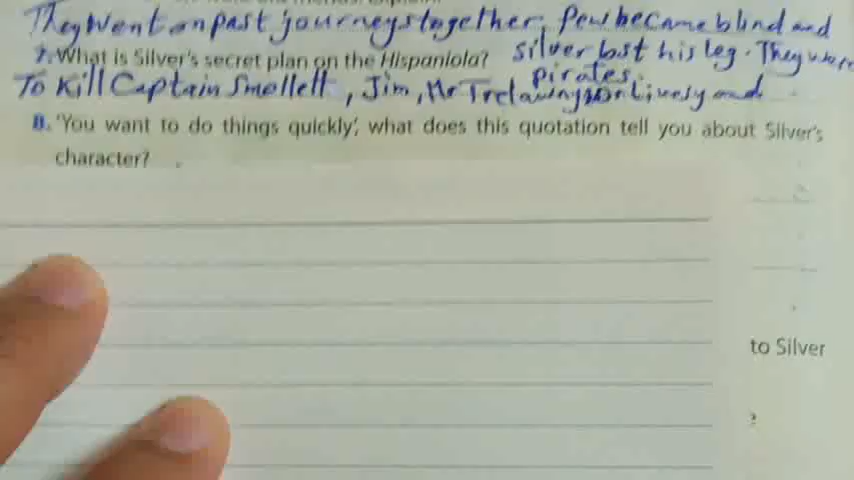 They went on past journeys together. Pew became blind and
7. What is Silver's secret plan on the Hispaniola? silver lost his leg. They were
pirates.
To Kill Captain Smollett, Jim, Mr Livesy and
8. 'You want to do things quickly', what does this quotation tell you about Silver's
character?
to Silver
?